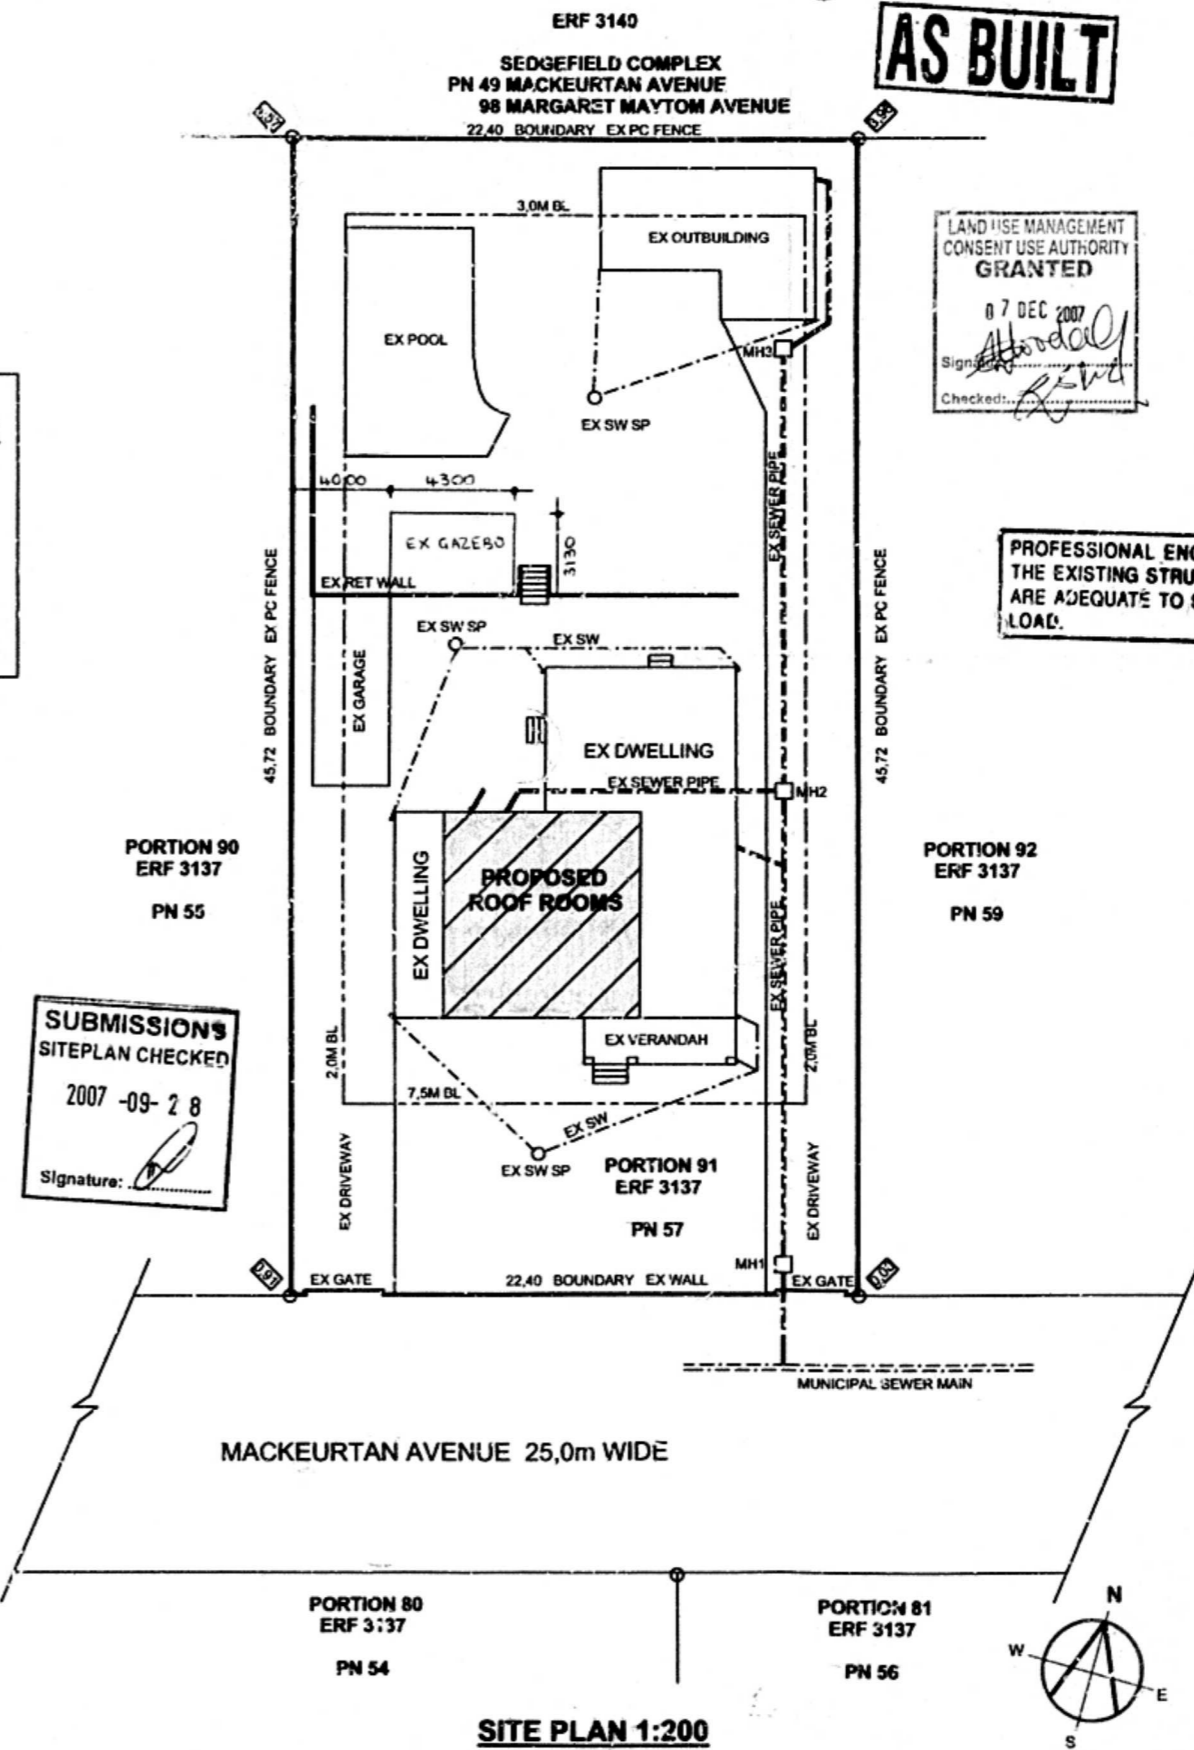 ERF 3140
AS BUILT
SEDGEFIELD COMPLEX
PN 49 MACKEURTAN AVENUE
98 MARGARET MAYTOM AVENUE
22,40 BOUNDARY EX PC FENCE
3,0M BL
EX OUTBUILDING
LAND USE MANAGEMENT
CONSENT USE AUTHORITY
GRANTED
07 DEC 2007
Checked:
EX POOL
MH3
EX SW SP
EX SEWER PIPE
4000
4300
EX GAZEBO
3130
EX RET WALL
PROFESSIONAL ENG
THE EXISTING STRU
ARE ADEQUATE TO S
LOAD.
45,72 BOUNDARY EX PC FENCE
45,72 BOUNDARY EX PC FENCE
EX SW SP
EX SW
EX GARAGE
EX DWELLING
EX SEWER PIPE
MH2
PORTION 90
ERF 3137
PN 55
EX DWELLING
PROPOSED
ROOF ROOMS
PORTION 92
ERF 3137
PN 59
EX SEWER PIPE
SUBMISSIONS
SITEPLAN CHECKED
2007 -09- 28
Signature:
EX VERANDAH
2,0M BL
2,0M BL
7,5M BL
EX SW
EX SW SP
PORTION 91
ERF 3137
PN 57
EX DRIVEWAY
EX DRIVEWAY
MH1
EX GATE
22,40 BOUNDARY EX WALL
EX GATE
MUNICIPAL SEWER MAIN
MACKEURTAN AVENUE 25,0m WIDE
PORTION 80
ERF 3137
PN 54
PORTION 81
ERF 3137
PN 56
N
W
E
S
SITE PLAN 1:200